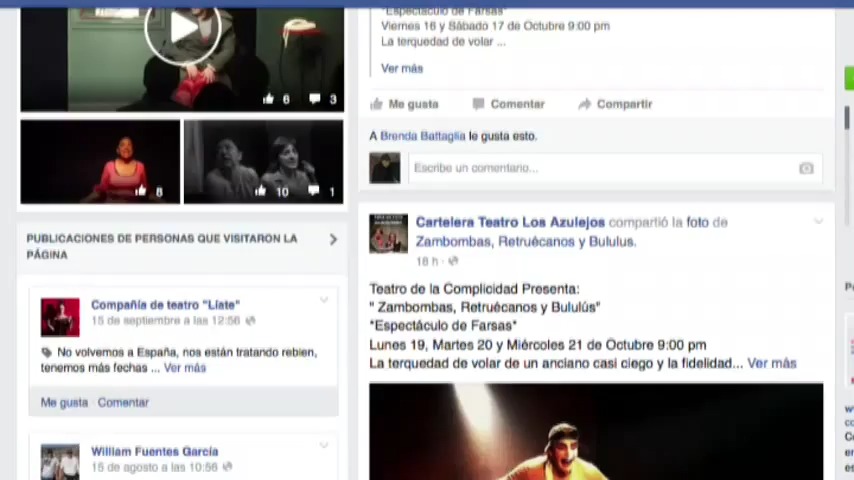 6
3
8
10
1
PUBLICACIONES DE PERSONAS QUE VISITARON LA
PÁGINA
Compañía de teatro "Líate"
15 de septiembre a las 12:56
No volvemos a España, nos están tratando rebien,
tenemos más fechas ... Ver más
Me gusta · Comentar
William Fuentes García
15 de agosto a las 10:56
"Espectáculo de Farsas"
Viernes 16 y Sábado 17 de Octubre 9:00 pm
La terquedad de volar ...
Ver más
Me gusta
Comentar
Compartir
A Brenda Battaglia le gusta esto.
Escribe un comentario...
Cartelera Teatro Los Azulejos compartió la foto de
Zambombas, Retruécanos y Bululus.
18 h ·
Teatro de la Complicidad Presenta:
" Zambombas, Retruécanos y Bululús"
"Espectáculo de Farsas"
Lunes 19, Martes 20 y Miércoles 21 de Octubre 9:00 pm
La terquedad de volar de un anciano casi ciego y la fidelidad... Ver más